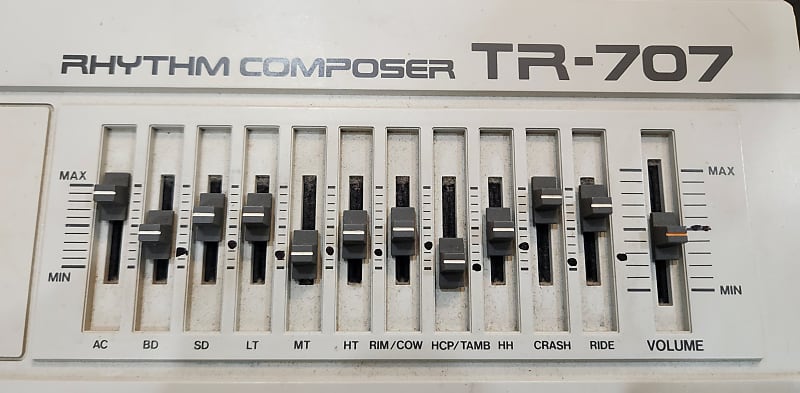 RHYTHM COMPOSER TR-707
MAX MAX
MIN MIN
AC BD SD LT MT HT RIM/COW HCP/TAMB HH CRASH RIDE VOLUME